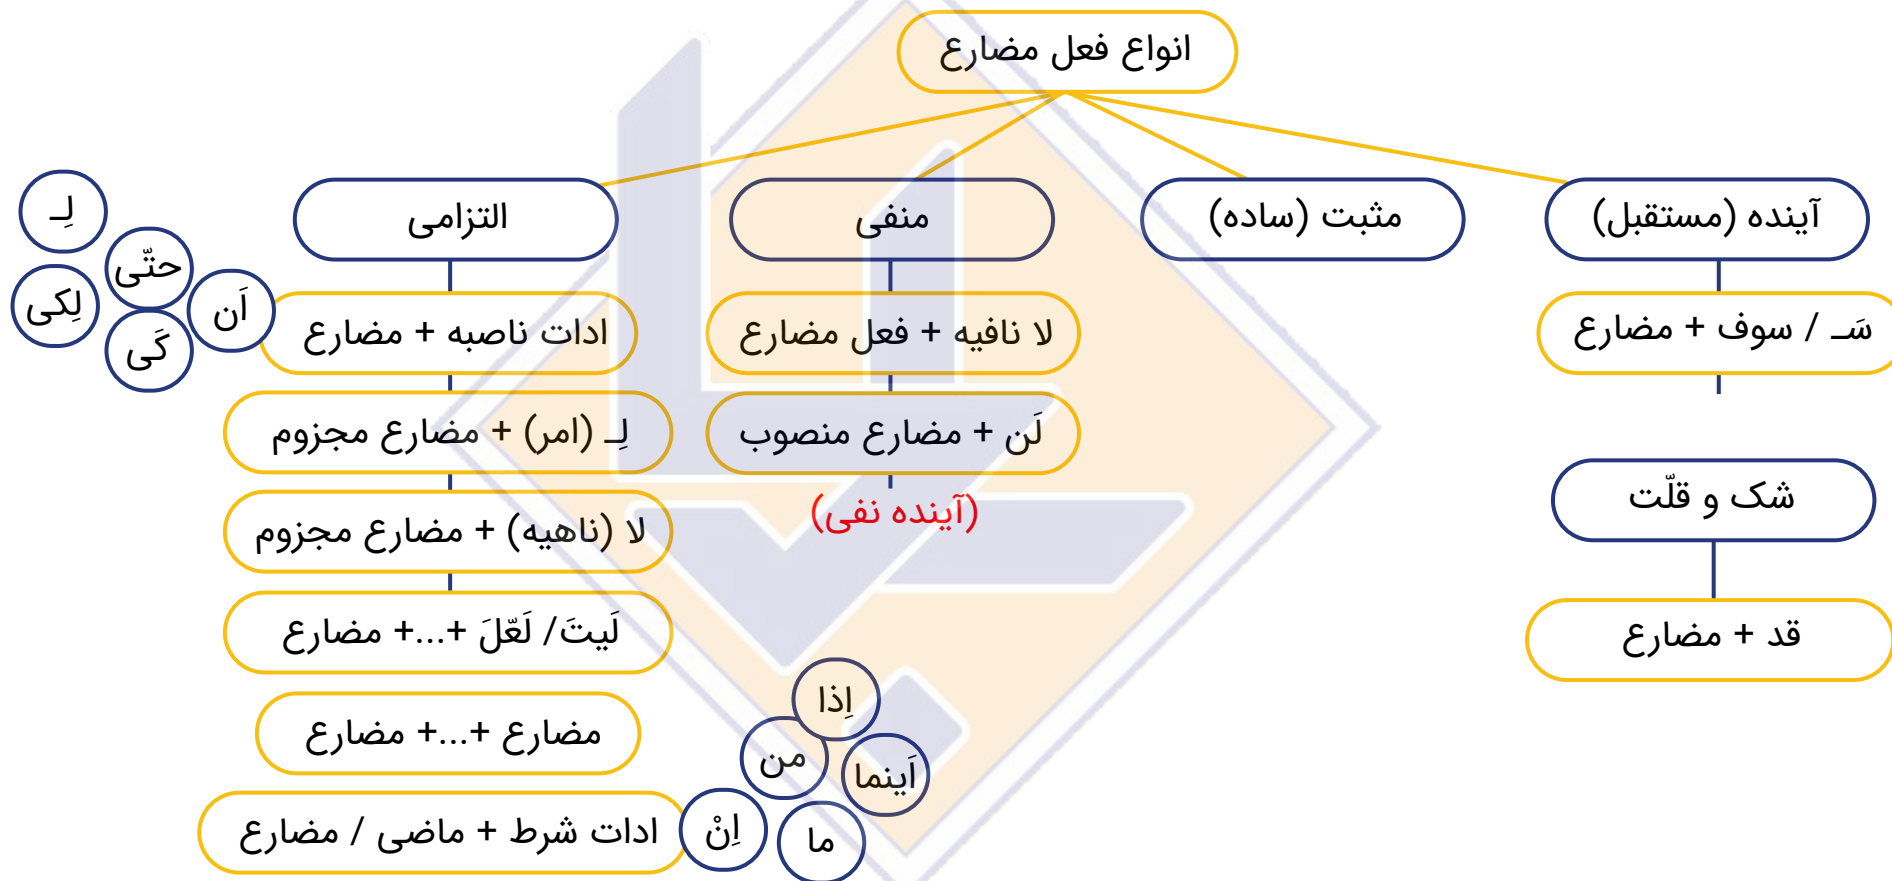 انواع فعل مضارع
آینده (مستقبل)
سَـ / سوف + مضارع
شک و قلّت
قد + مضارع
مثبت (ساده)
منفی
لا نافیه + فعل مضارع
لَن + مضارع منصوب
(آینده نفی)
التزامی
ادات ناصبه + مضارع
اَن
حتّی
کَی
لِـ
لِکی
لِـ (امر) + مضارع مجزوم
لا (ناهیه) + مضارع مجزوم
لَیتَ/ لَعّلَ +...+ مضارع
مضارع +...+ مضارع
ادات شرط + ماضی / مضارع
اِنْ
من
اِذا
اَینما
ما